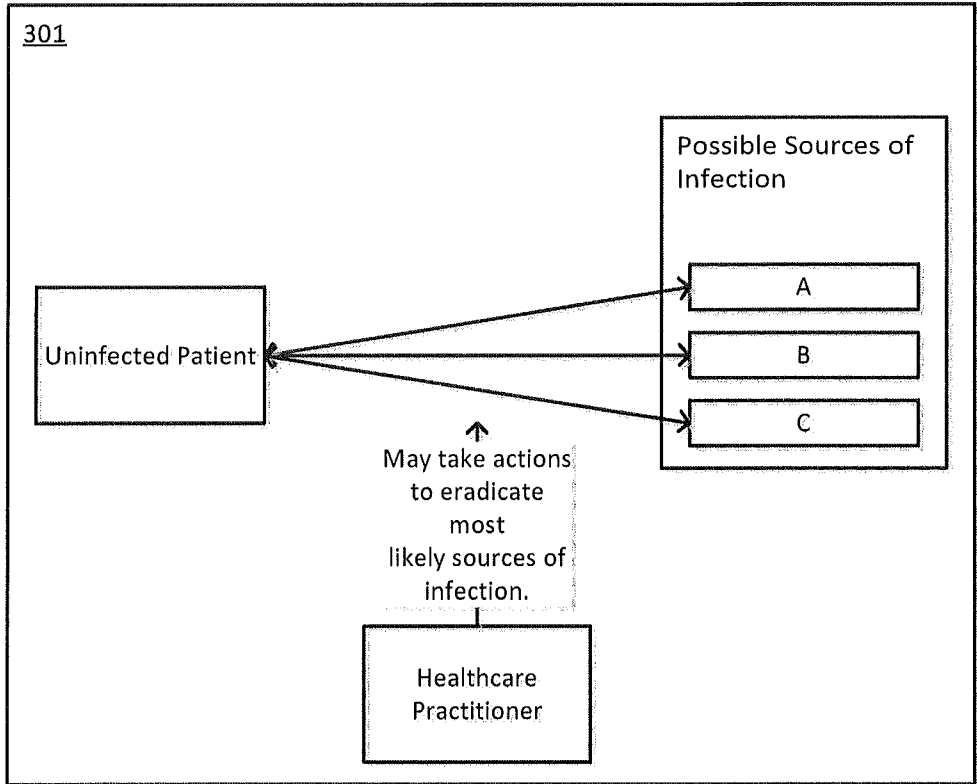 301
Possible Sources of
Infection
A
Uninfected Patient
B
C
May take actions
to eradicate
most
likely sources of
infection.
Healthcare
Practitioner